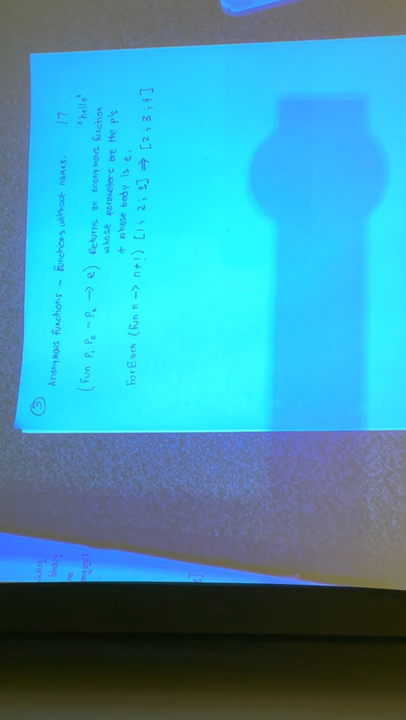 ③ Anonymous functions – Functions without names. 17
'hello'
(fun P₁ P₂ ... Pₙ → e) Returns an anonymous function
whose parameters are the p's
& whose body is e.
ForEach (fun n -> n+1) [1; 2; 3] ⇒ [2; 3; 4]
body